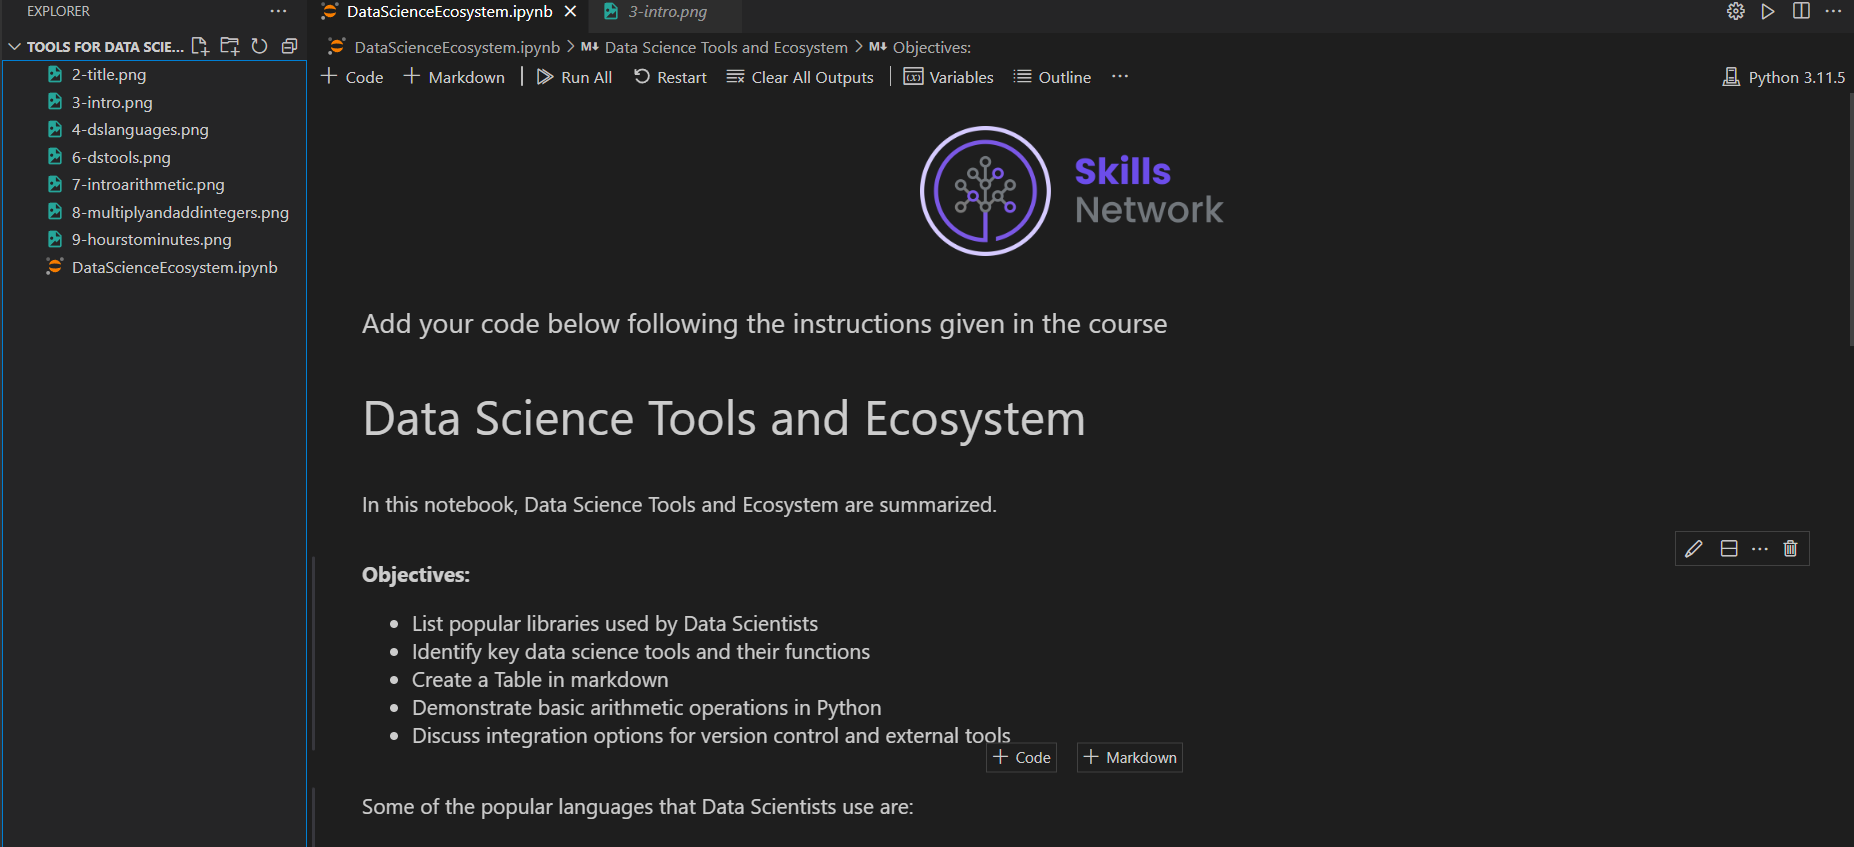 EXPLORER
TOOLS FOR DATA SCIE...
2-title.png
3-intro.png
4-dslanguages.png
6-dstools.png
7-introarithmetic.png
8-multiplyandaddintegers.png
9-hourstominutes.png
DataScienceEcosystem.ipynb
DataScienceEcosystem.ipynb
3-intro.png
DataScienceEcosystem.ipynb > M↓ Data Science Tools and Ecosystem > M↓ Objectives:
+ Code + Markdown | Run All Restart Clear All Outputs | Variables Outline ...
Python 3.11.5
Skills
Network
Add your code below following the instructions given in the course
Data Science Tools and Ecosystem
In this notebook, Data Science Tools and Ecosystem are summarized.
Objectives:
• List popular libraries used by Data Scientists
• Identify key data science tools and their functions
• Create a Table in markdown
• Demonstrate basic arithmetic operations in Python
• Discuss integration options for version control and external tools
+ Code + Markdown
Some of the popular languages that Data Scientists use are: